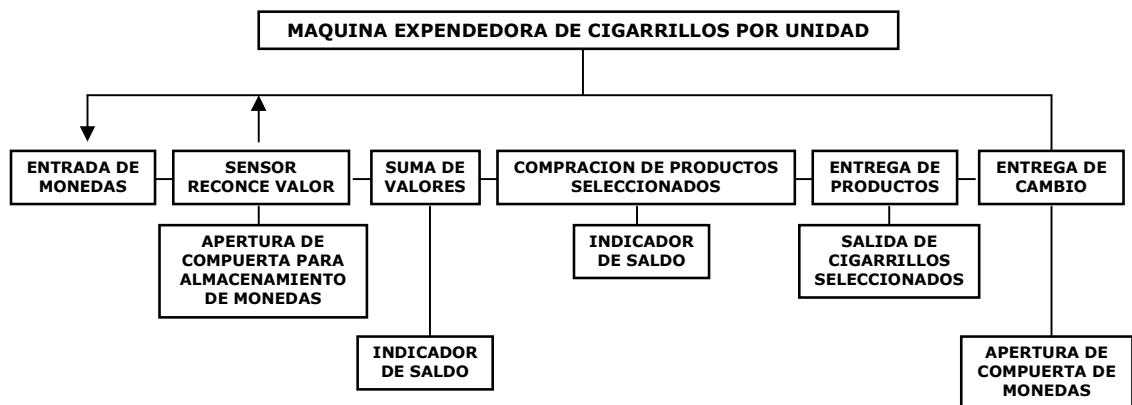 MAQUINA EXPENDEDORA DE CIGARRILLOS POR UNIDAD
ENTRADA DE
MONEDAS
SENSOR
RECONCE VALOR
SUMA DE
VALORES
COMPRACION DE PRODUCTOS
SELECCIONADOS
ENTREGA DE
PRODUCTOS
ENTREGA DE
CAMBIO
APERTURA DE
COMPUERTA PARA
ALMACENAMIENTO
DE MONEDAS
INDICADOR
DE SALDO
SALIDA DE
CIGARRILLOS
SELECCIONADOS
INDICADOR
DE SALDO
APERTURA DE
COMPUERTA DE
MONEDAS